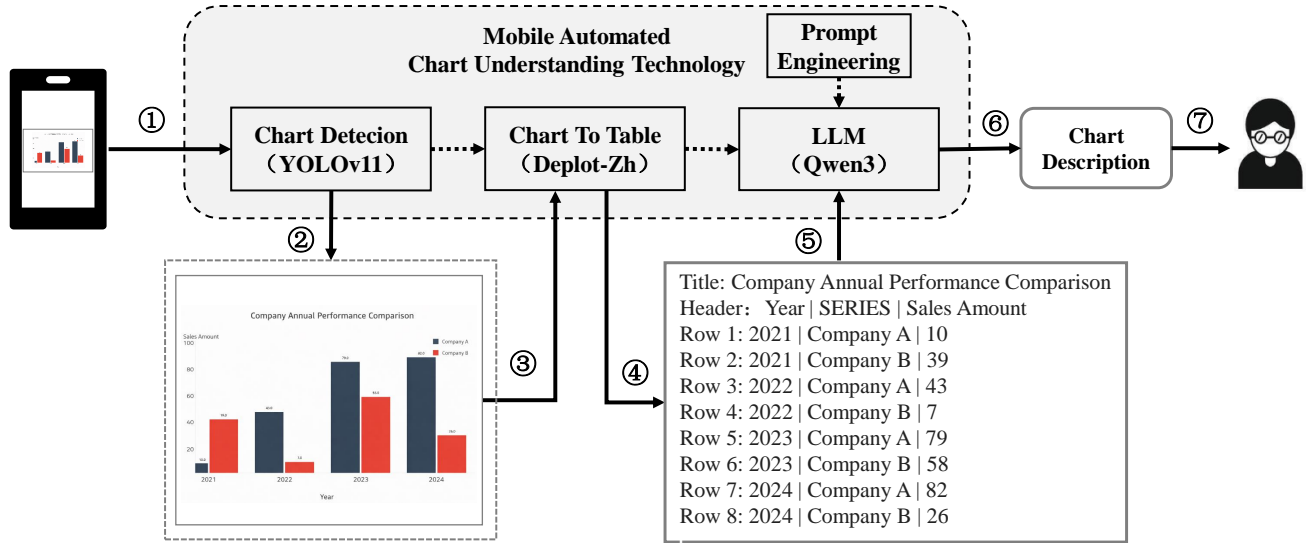 Mobile Automated
Chart Understanding Technology
Prompt
Engineering
①
Chart Detecion
（YOLOv11）
Chart To Table
（Deplot-Zh）
LLM
（Qwen3）
⑥
Chart
Description
⑦
②
③
④
⑤
Company Annual Performance Comparison
Sales Amount
Company A
Company B
100
80
60
40
20
2021
2022
2023
2024
Year
Title: Company Annual Performance Comparison
Header： Year | SERIES | Sales Amount
Row 1: 2021 | Company A | 10
Row 2: 2021 | Company B | 39
Row 3: 2022 | Company A | 43
Row 4: 2022 | Company B | 7
Row 5: 2023 | Company A | 79
Row 6: 2023 | Company B | 58
Row 7: 2024 | Company A | 82
Row 8: 2024 | Company B | 26